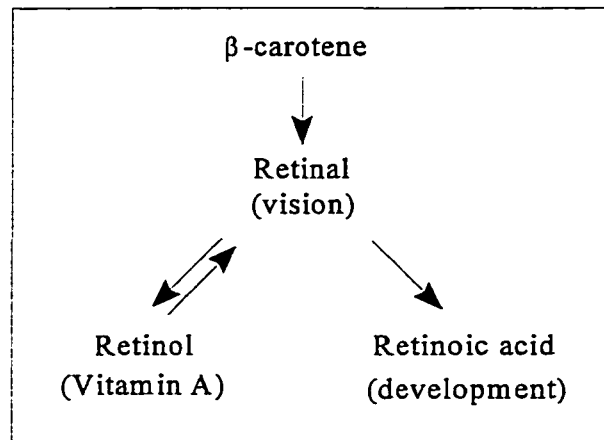 β-carotene
Retinal
(vision)
Retinol
(Vitamin A)
Retinoic acid
(development)